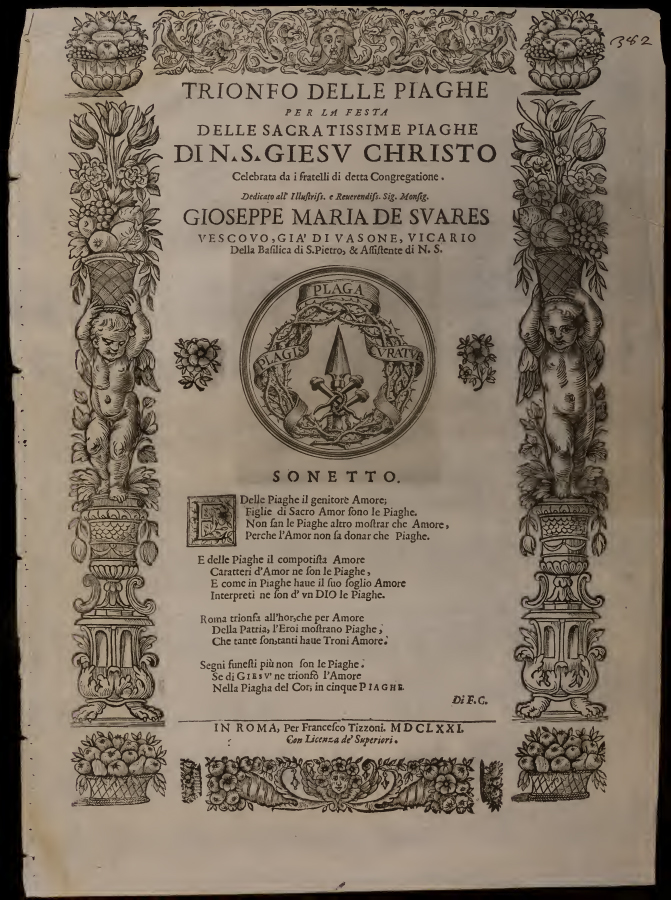 382
TRIONFO DELLE PIAGHE
PER LA FESTA
DELLE SACRATISSIME PIAGHE
DI N. S. GIESV CHRISTO
Celebrata da i fratelli di detta Congregatione.
Dedicato all' Illustriſs. e Reuerendiſs. Sig. Monsig.
GIOSEPPE MARIA DE SVARES
VESCOVO, GIA' DI VASONE, VICARIO
Della Baſilica di S. Pietro, & Aſſiſtente di N. S.
PLAGA
PLAGIS
VRATVR
SONETTO.
E Delle Piaghe il genitore Amore;
Figlie di Sacro Amor ſono le Piaghe.
Non ſan le Piaghe altro moſtrar che Amore,
Perche l'Amor non ſa donar che Piaghe.
E delle Piaghe il compotiſta Amore
Caratteri d'Amor ne ſon le Piaghe,
E come in Piaghe haue il ſuo ſoglio Amore
Interpreti ne ſon d' vn DIO le Piaghe.
Roma trionfa all'hor, che per Amore
Della Patria, l'Eroi moſtrano Piaghe,
Che tante ſon, tanti haue Troni Amore.
Segni funeſti più non ſon le Piaghe.
Se di GIESV' ne trionfò l'Amore
Nella Piagha del Cor, in cinque PIAGHE.
Di F. C.
IN ROMA, Per Franceſco Tizzoni. MDCLXXI.
Con Licenza de' Superiori.